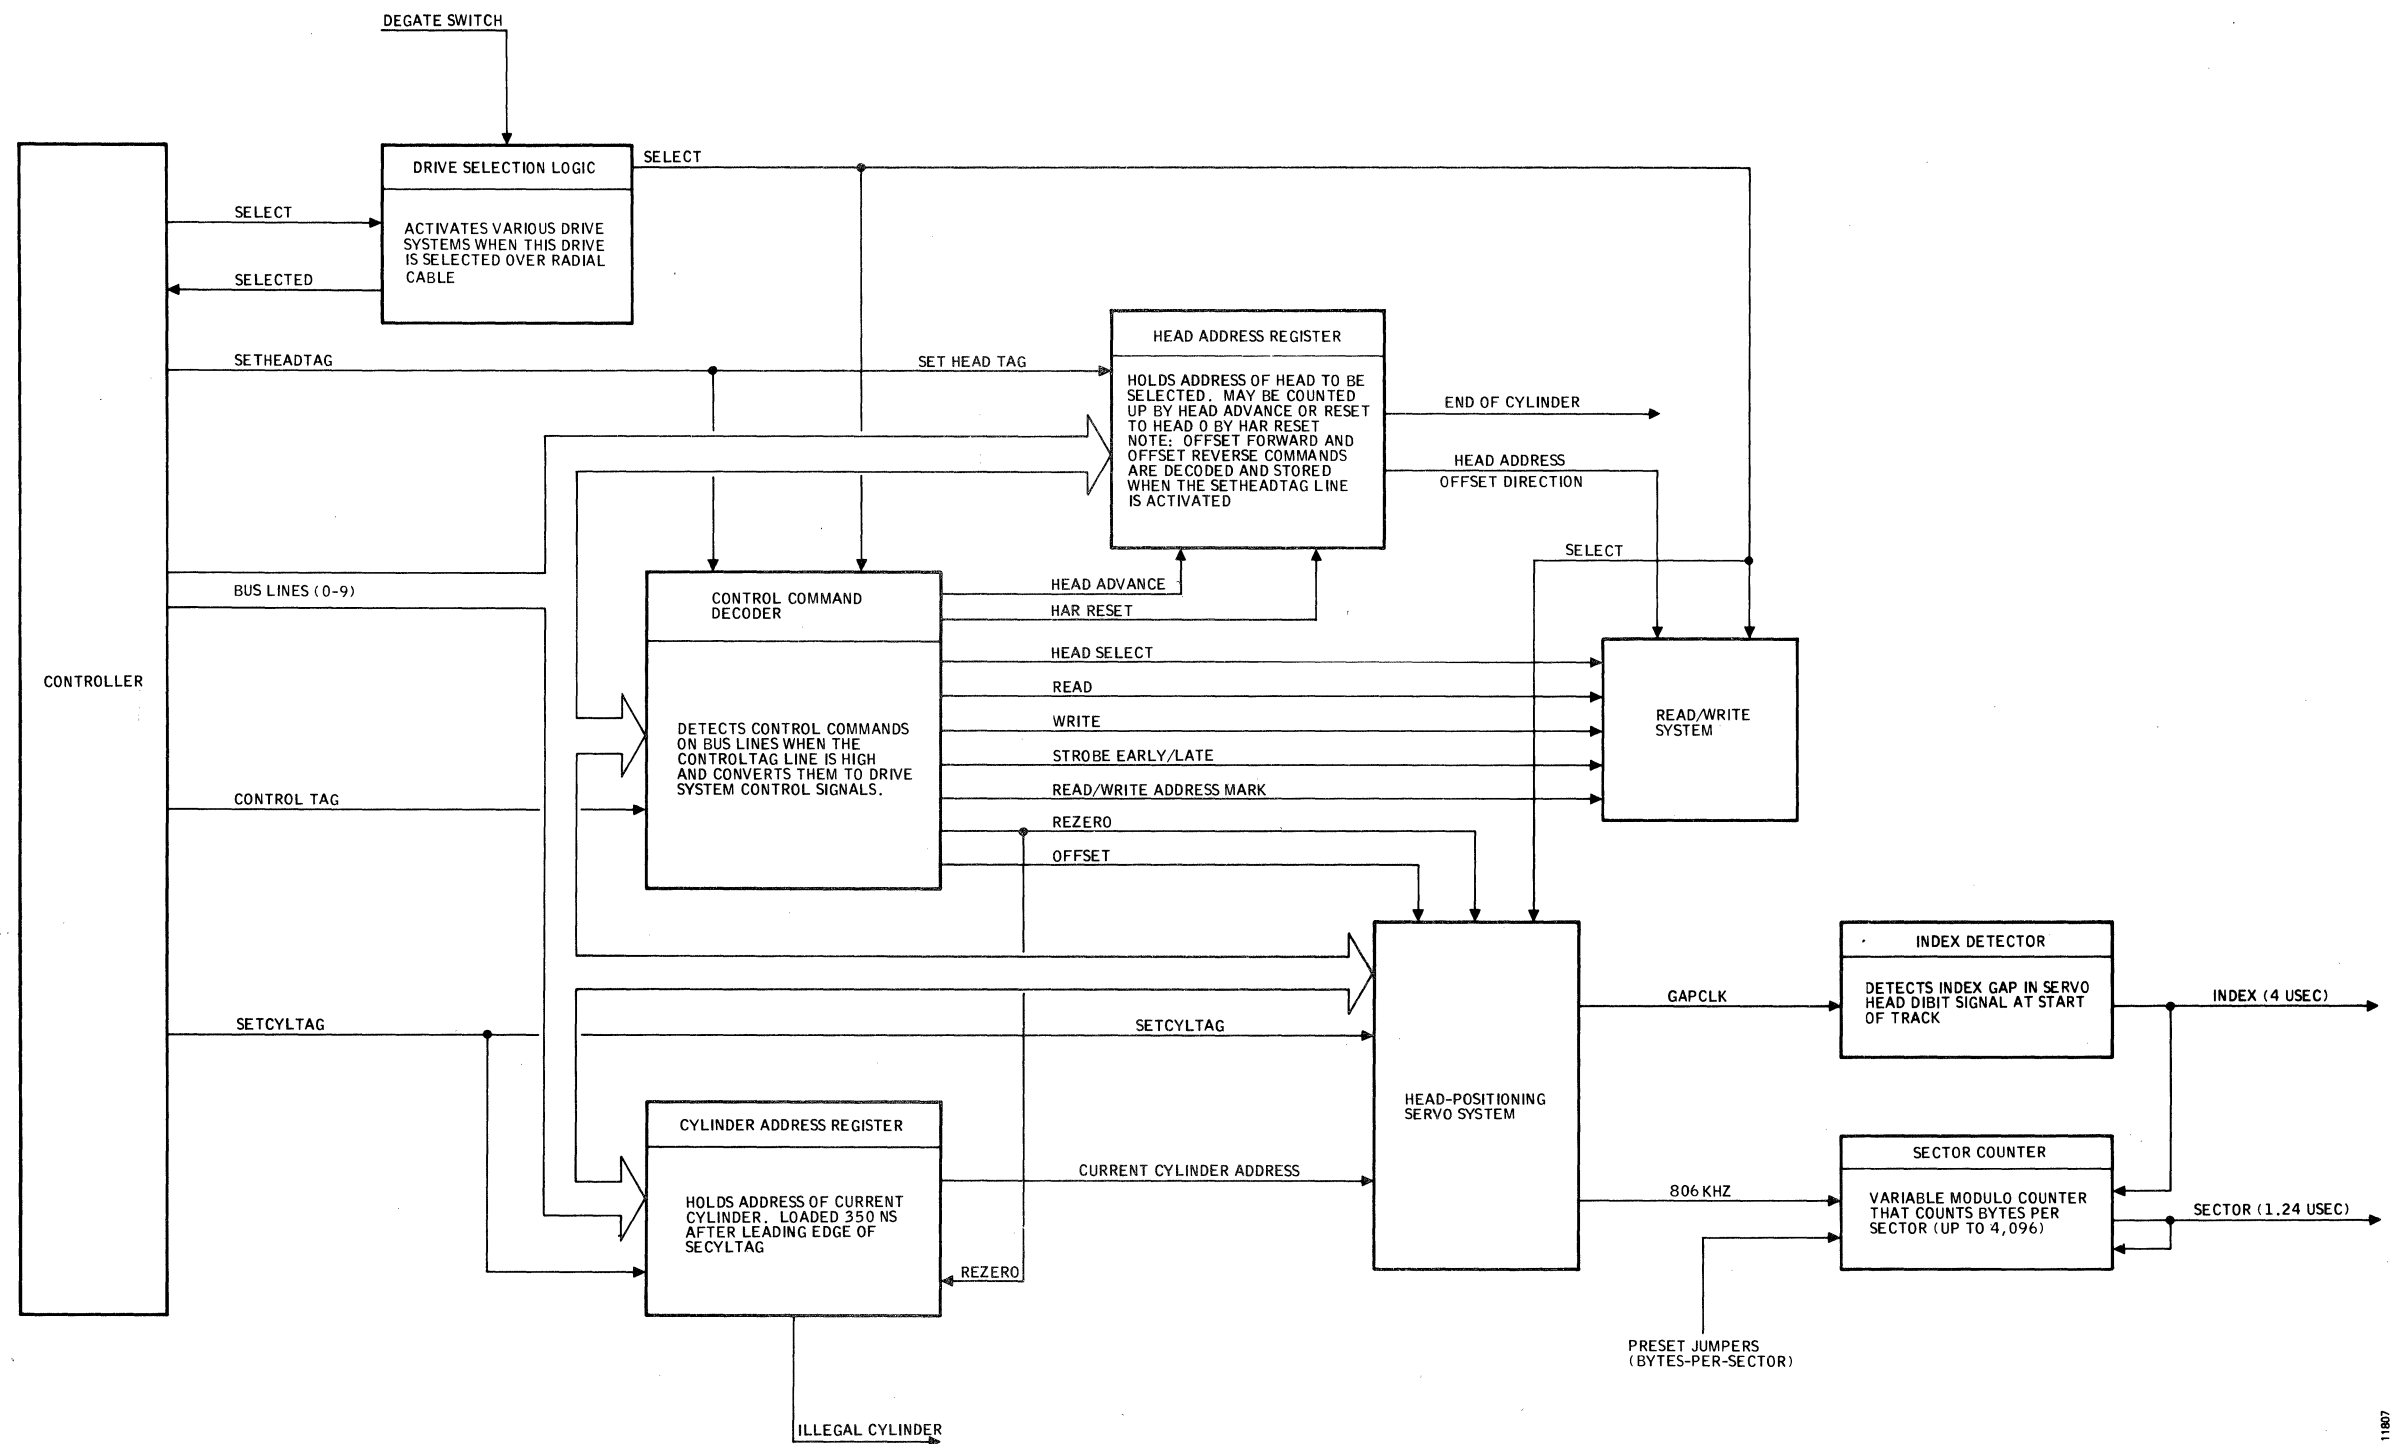 DEGATE SWITCH
DRIVE SELECTION LOGIC
ACTIVATES VARIOUS DRIVE
SYSTEMS WHEN THIS DRIVE
IS SELECTED OVER RADIAL
CABLE
SELECT
SELECT
SELECTED
SETHEADTAG
SET HEAD TAG
HEAD ADDRESS REGISTER
HOLDS ADDRESS OF HEAD TO BE
SELECTED. MAY BE COUNTED
UP BY HEAD ADVANCE OR RESET
TO HEAD 0 BY HAR RESET
NOTE: OFFSET FORWARD AND
OFFSET REVERSE COMMANDS
ARE DECODED AND STORED
WHEN THE SETHEADTAG LINE
IS ACTIVATED
END OF CYLINDER
HEAD ADDRESS
OFFSET DIRECTION
SELECT
BUS LINES (0-9)
CONTROLLER
CONTROL COMMAND
DECODER
DETECTS CONTROL COMMANDS
ON BUS LINES WHEN THE
CONTROLTAG LINE IS HIGH
AND CONVERTS THEM TO DRIVE
SYSTEM CONTROL SIGNALS.
HEAD ADVANCE
HAR RESET
HEAD SELECT
READ
WRITE
STROBE EARLY/LATE
READ/WRITE ADDRESS MARK
REZERO
OFFSET
READ/WRITE
SYSTEM
CONTROL TAG
SETCYLTAG
SETCYLTAG
CYLINDER ADDRESS REGISTER
HOLDS ADDRESS OF CURRENT
CYLINDER. LOADED 350 NS
AFTER LEADING EDGE OF
SECYLTAG
CURRENT CYLINDER ADDRESS
REZERO
ILLEGAL CYLINDER
HEAD-POSITIONING
SERVO SYSTEM
GAPCLK
806 KHZ
INDEX DETECTOR
DETECTS INDEX GAP IN SERVO
HEAD DIBIT SIGNAL AT START
OF TRACK
INDEX (4 USEC)
SECTOR COUNTER
VARIABLE MODULO COUNTER
THAT COUNTS BYTES PER
SECTOR (UP TO 4,096)
SECTOR (1.24 USEC)
PRESET JUMPERS
(BYTES-PER-SECTOR)
11807